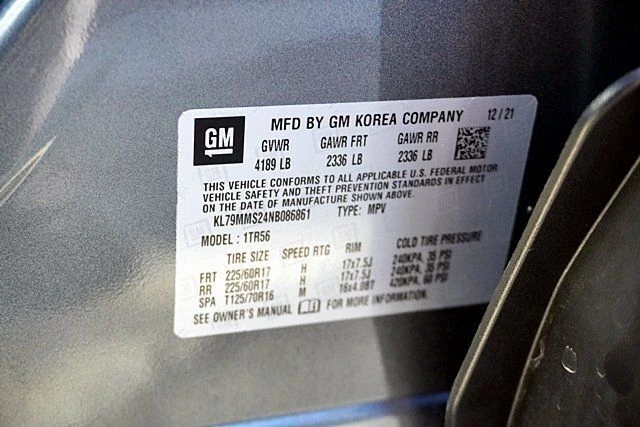 GM
MFD BY GM KOREA COMPANY 12/21
GVWR GAWR FRT GAWR RR
4189 LB 2336 LB 2336 LB
THIS VEHICLE CONFORMS TO ALL APPLICABLE U.S. FEDERAL MOTOR
VEHICLE SAFETY AND THEFT PREVENTION STANDARDS IN EFFECT
ON THE DATE OF MANUFACTURE SHOWN ABOVE.
KL79MMS24NB086861 TYPE: MPV
MODEL: 1TR56
TIRE SIZE SPEED RTG RIM COLD TIRE PRESSURE
FRT 225/60R17 H 17x7.5J 240KPA, 35 PSI
RR 225/60R17 H 17x7.5J 240KPA, 35 PSI
SPA T125/70R16 M 16x4.0BT 420KPA, 60 PSI
SEE OWNER'S MANUAL FOR MORE INFORMATION.